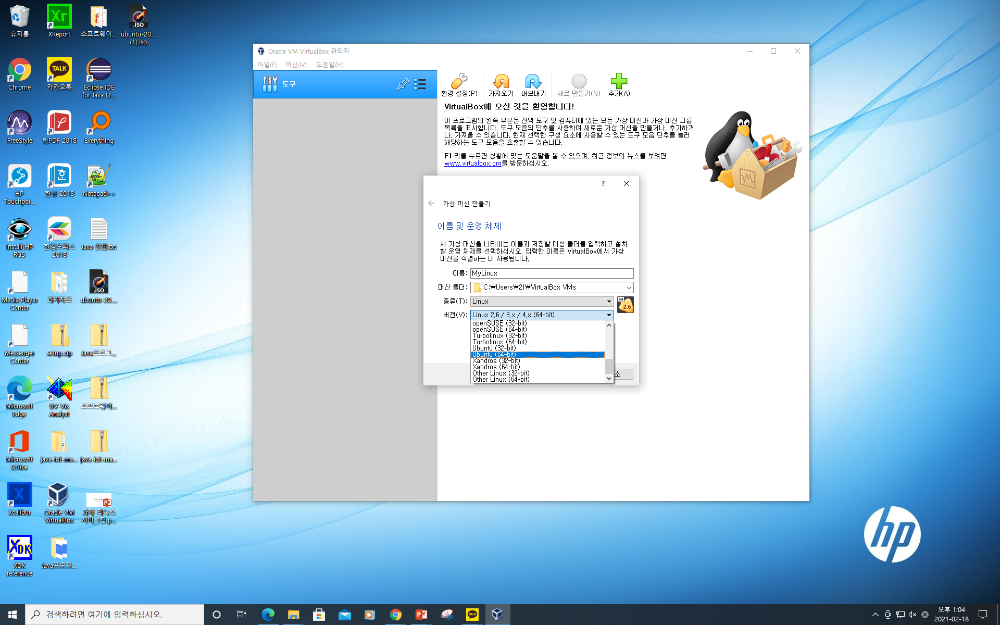 휴지통
XReport
소프트웨어...
ubuntu-20...
(1).iso
Chrome
카카오톡
Eclipse IDE
for Java D...
FreeStyle
한PDF 2018
Everything
HP
Touchpoi...
한글 2018
Notepad++
Install HP
RGS
한컴오피스
2018
Java 꿀팁.txt
Media Player
Center
과거자료
ubuntu-20....
Messenger
Center
setup.zip
Java프로그...
Microsoft
Edge
UV-Vis
Analyst
소프트웨어...
Microsoft
Office
java-iot-ma...
java-iot-ma...
Xcalibur
Oracle VM
VirtualBox
과제_리눅스
서버_1강.p...
XDK
reference
Java프로그...
Oracle VM VirtualBox 관리자
파일(F) 머신(M) 도움말(H)
도구
환경 설정(P) 가져오기 내보내기 새로 만들기(N) 추가(A)
VirtualBox에 오신 것을 환영합니다!
이 프로그램의 왼쪽 부분은 전역 도구 및 컴퓨터에 있는 모든 가상 머신과 가상 머신 그룹
목록을 표시합니다. 도구 모음의 단추를 사용하여 새로운 가상 머신을 만들거나, 추가하거
나, 가져올 수 있습니다. 현재 선택한 구성 요소에 사용할 수 있는 도구 모음 단추를 눌러
해당하는 도구 모음을 호출할 수 있습니다.
F1 키를 누르면 상황에 맞는 도움말을 볼 수 있으며, 최근 정보와 뉴스를 보려면
www.virtualbox.org를 방문하십시오.
?
가상 머신 만들기
이름 및 운영 체제
새 가상 머신을 나타내는 이름과 저장할 대상 폴더를 입력하고 설치
할 운영 체제를 선택하십시오. 입력한 이름은 VirtualBox에서 가상
머신을 식별하는 데 사용됩니다.
이름: MyLinux
머신 폴더: C:₩Users₩21₩VirtualBox VMs
종류(T): Linux
64
2.6
버전(V): Linux 2.6 / 3.x / 4.x (64-bit)
openSUSE (32-bit)
openSUSE (64-bit)
Turbolinux (32-bit)
Turbolinux (64-bit)
Ubuntu (32-bit)
Ubuntu (64-bit)
Xandros (32-bit)
Xandros (64-bit)
Other Linux (32-bit)
Other Linux (64-bit)
소
hp
검색하려면 여기에 입력하십시오.
오후 1:04
2021-02-18